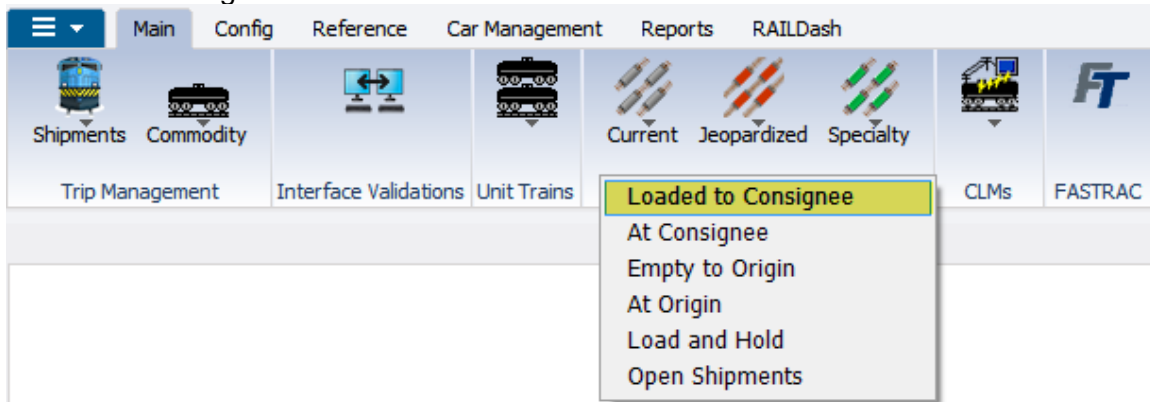 Main Config Reference Car Management Reports RAILDash
Shipments Commodity Current Jeopardized Specialty FT
Trip Management Interface Validations Unit Trains CLMs FASTRAC
Loaded to Consignee
At Consignee
Empty to Origin
At Origin
Load and Hold
Open Shipments